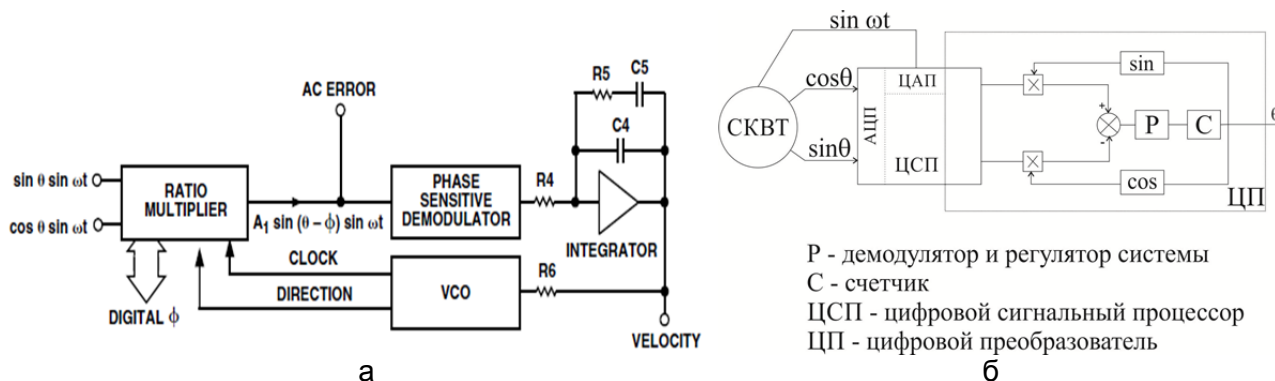 AC ERROR
R5
C5
C4
sin θ sin ωt
cos θ sin ωt
RATIO
MULTIPLIER
A₁ sin (θ – ϕ) sin ωt
PHASE
SENSITIVE
DEMODULATOR
R4
INTEGRATOR
CLOCK
DIRECTION
VCO
R6
DIGITAL ϕ
VELOCITY
а
sin ωt
cosθ
sinθ
СКВТ
АЦП
ЦАП
ЦСП
sin
cos
+
-
Р
С
θ
ЦП
Р - демодулятор и регулятор системы
С - счетчик
ЦСП - цифровой сигнальный процессор
ЦП - цифровой преобразователь
б